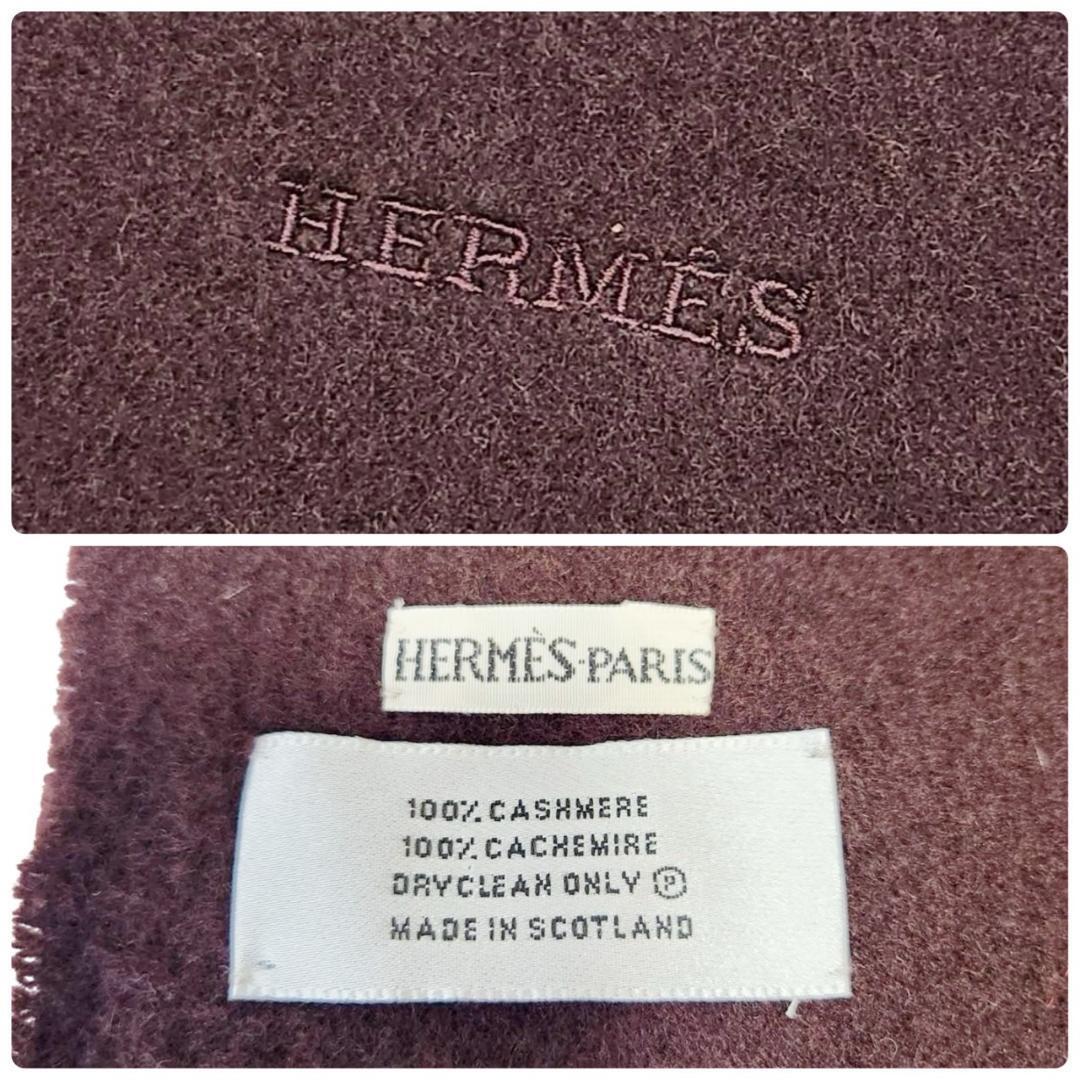 HERMÈS
HERMÈS-PARIS
100% CASHMERE
100% CACHEMIRE
DRYCLEAN ONLY Ⓟ
MADE IN SCOTLAND